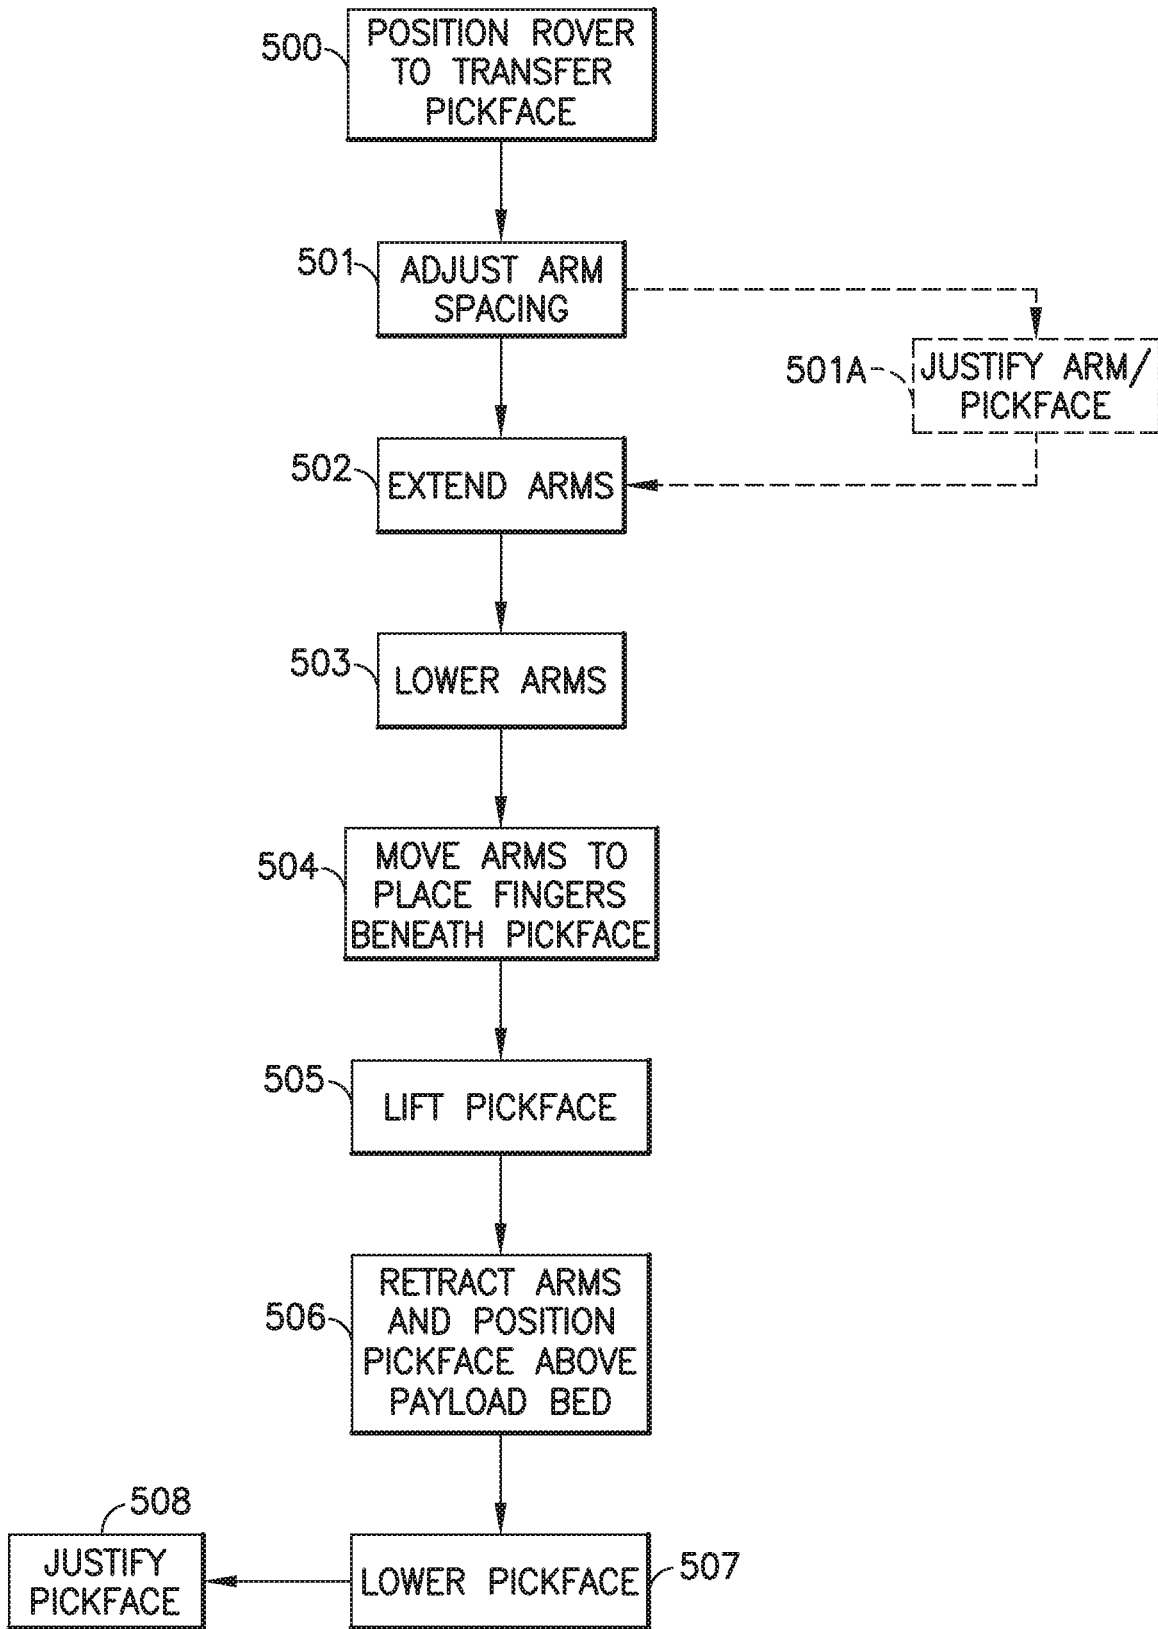 500
POSITION ROVER
TO TRANSFER
PICKFACE
501
ADJUST ARM
SPACING
501A
JUSTIFY ARM/
PICKFACE
502
EXTEND ARMS
503
LOWER ARMS
504
MOVE ARMS TO
PLACE FINGERS
BENEATH PICKFACE
505
LIFT PICKFACE
506
RETRACT ARMS
AND POSITION
PICKFACE ABOVE
PAYLOAD BED
507
LOWER PICKFACE
508
JUSTIFY
PICKFACE